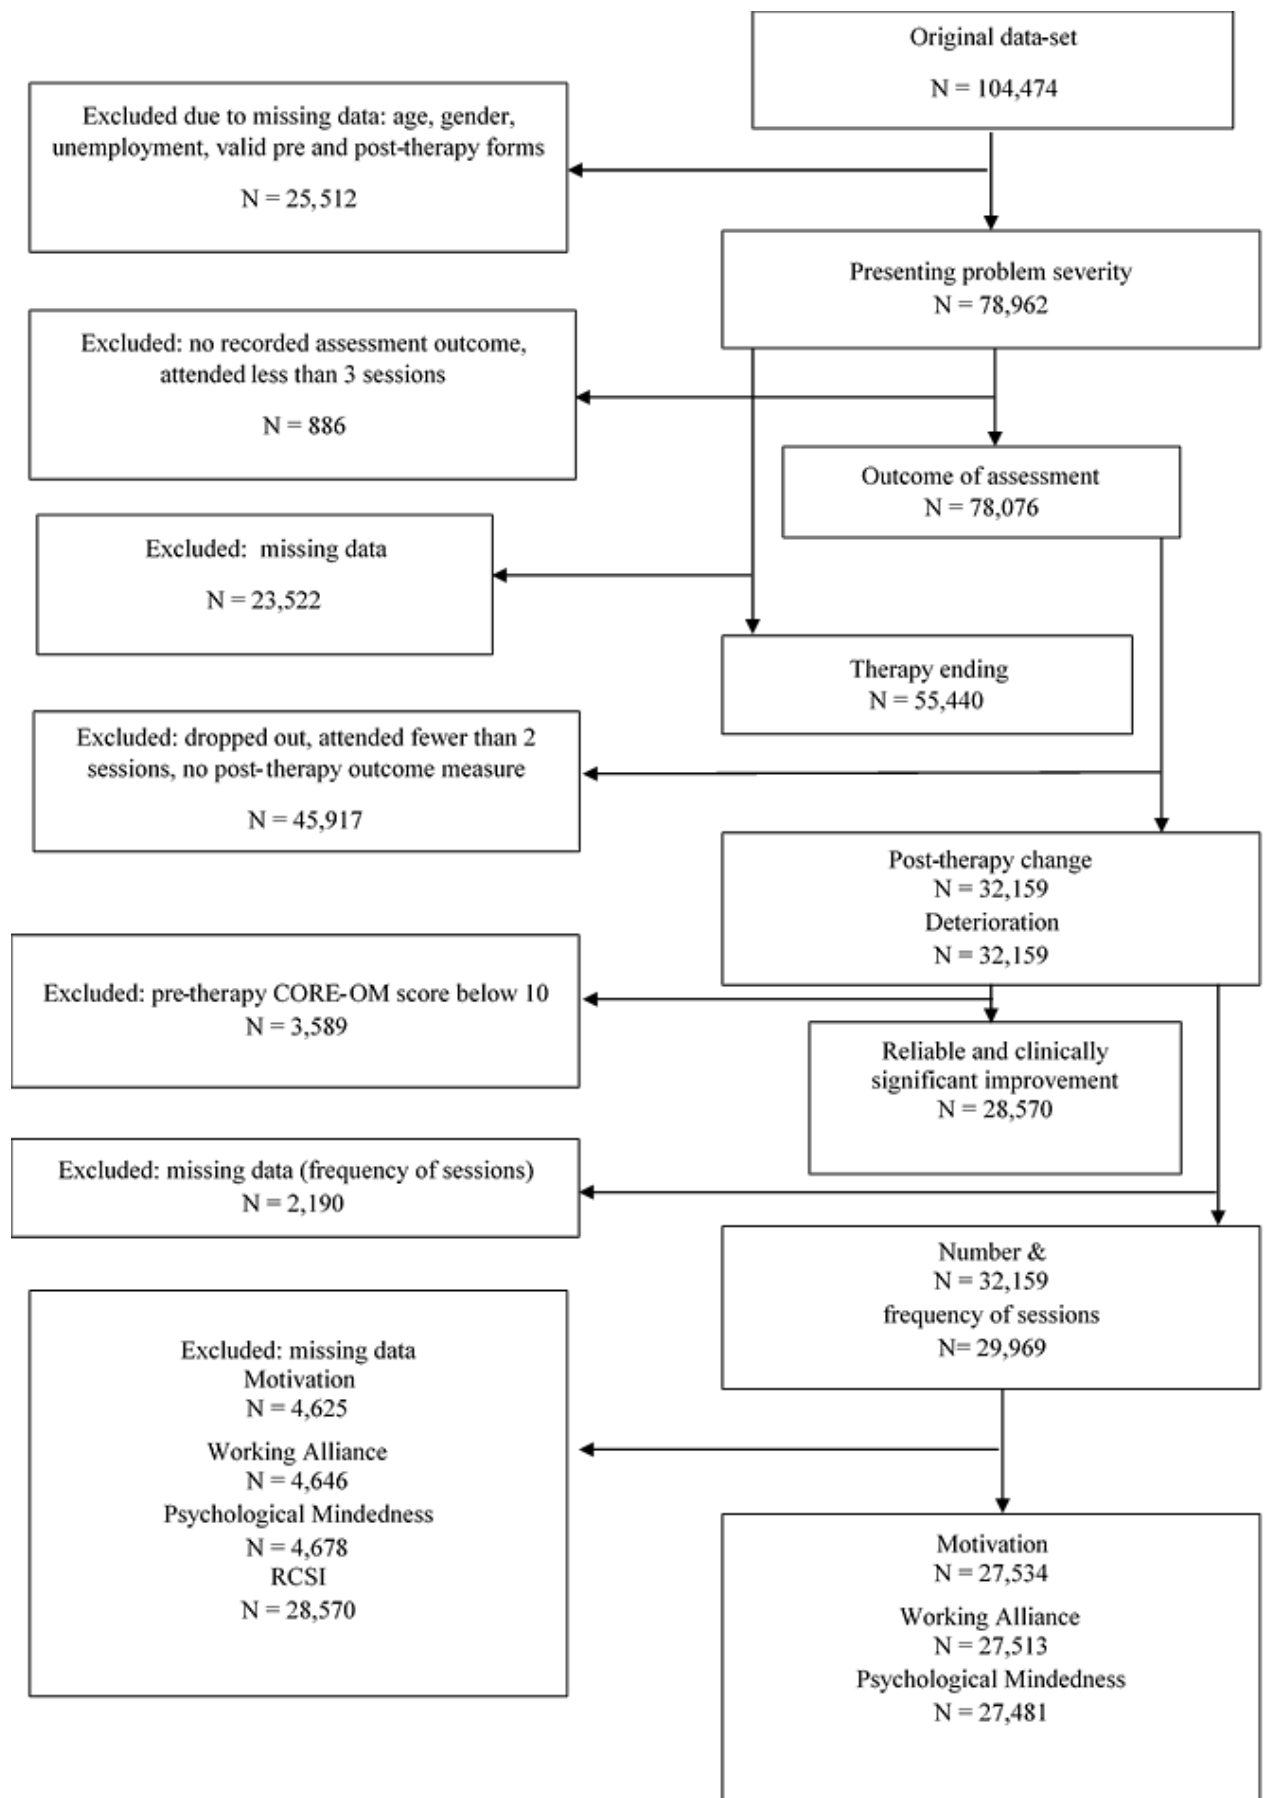 Original data-set
N = 104,474
Excluded due to missing data: age, gender,
unemployment, valid pre and post-therapy forms
N = 25,512
Presenting problem severity
N = 78,962
Excluded: no recorded assessment outcome,
attended less than 3 sessions
N = 886
Outcome of assessment
N = 78,076
Excluded: missing data
N = 23,522
Therapy ending
N = 55,440
Excluded: dropped out, attended fewer than 2
sessions, no post-therapy outcome measure
N = 45,917
Post-therapy change
N = 32,159
Deterioration
N = 32,159
Excluded: pre-therapy CORE-OM score below 10
N = 3,589
Reliable and clinically
significant improvement
N = 28,570
Excluded: missing data (frequency of sessions)
N = 2,190
Number &
N = 32,159
frequency of sessions
N= 29,969
Excluded: missing data
Motivation
N = 4,625
Working Alliance
N = 4,646
Psychological Mindedness
N = 4,678
RCSI
N = 28,570
Motivation
N = 27,534
Working Alliance
N = 27,513
Psychological Mindedness
N = 27,481